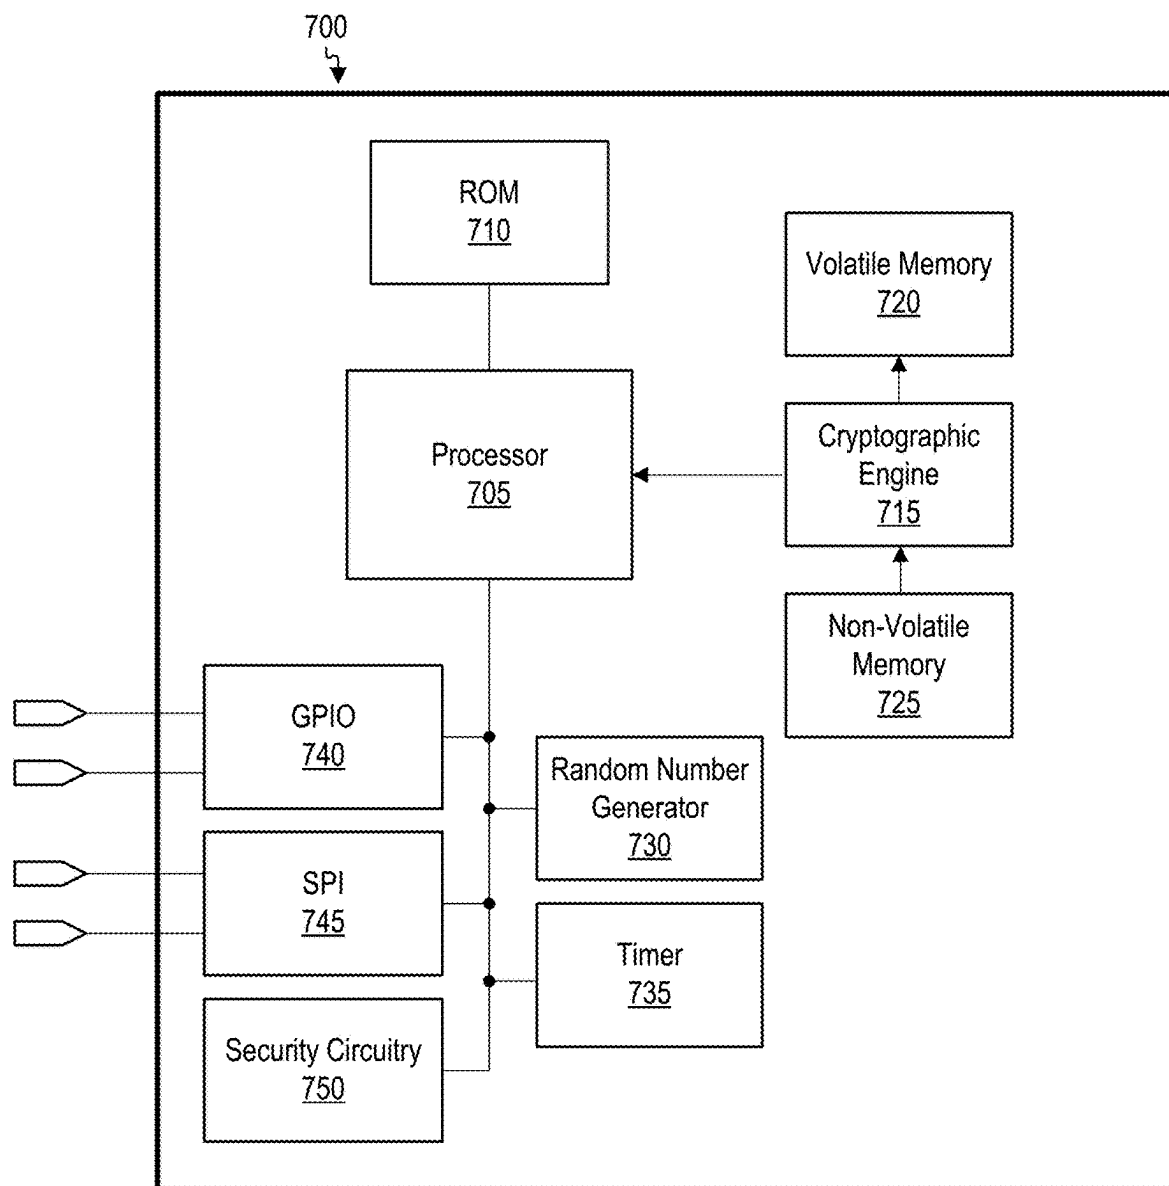 700
ROM
710
Volatile Memory
720
Processor
705
Cryptographic
Engine
715
Non-Volatile
Memory
725
GPIO
740
Random Number
Generator
730
SPI
745
Timer
735
Security Circuitry
750